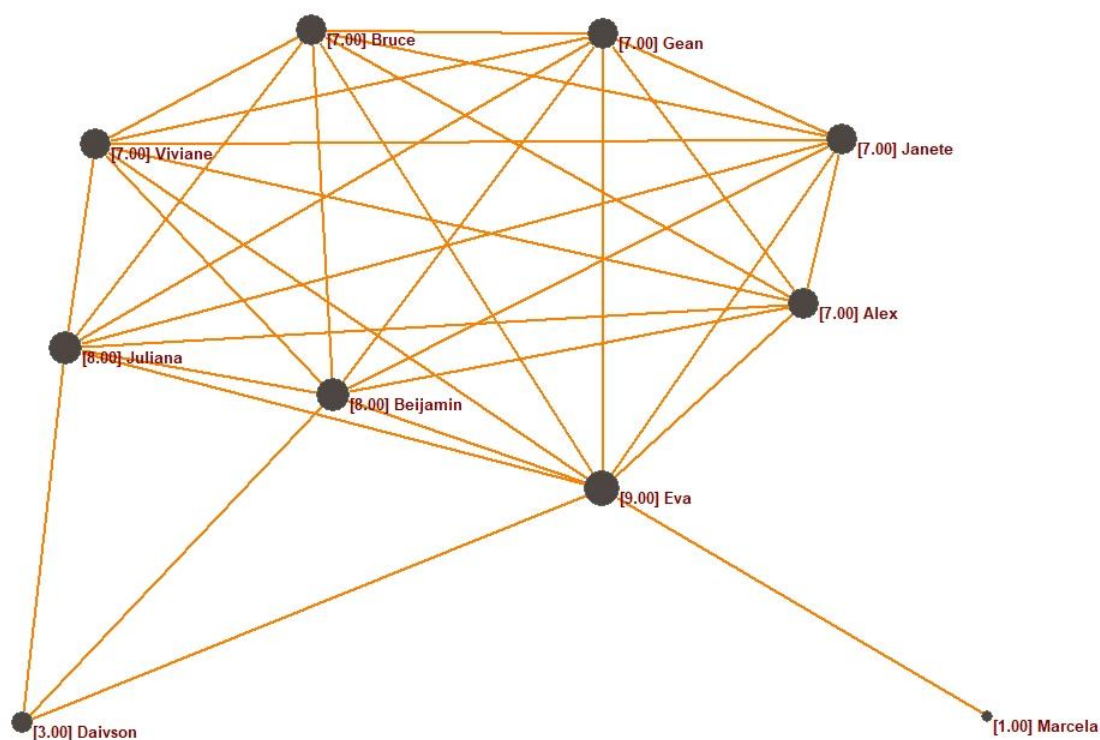 [7.00] Bruce
[7.00] Gean
[7.00] Viviane
[7.00] Janete
[7.00] Alex
[8.00] Juliana
[8.00] Beijamin
[9.00] Eva
[3.00] Daivson
[1.00] Marcela